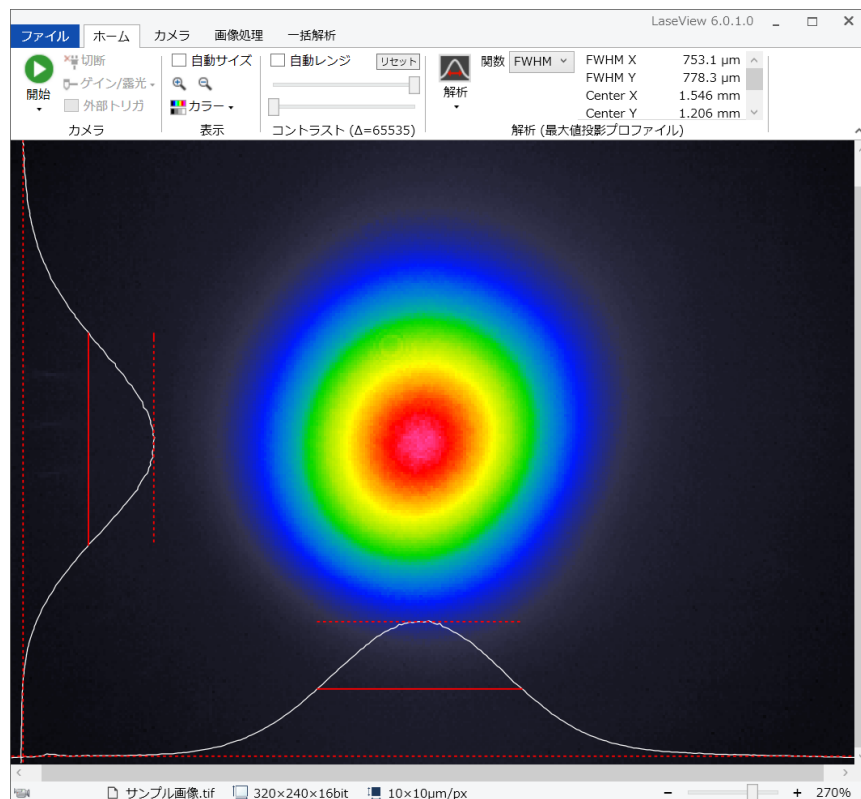 LaseView 6.0.1.0
ファイル ホーム カメラ 画像処理 一括解析
開始
切断
ゲイン/露光
外部トリガ
カメラ
自動サイズ
カラー
表示
自動レンジ リセット
コントラスト (Δ=65535)
解析
関数 FWHM
FWHM X 753.1 µm
FWHM Y 778.3 µm
Center X 1.546 mm
Center Y 1.206 mm
解析 (最大値投影プロファイル)
サンプル画像.tif 320×240×16bit 10×10µm/px 270%